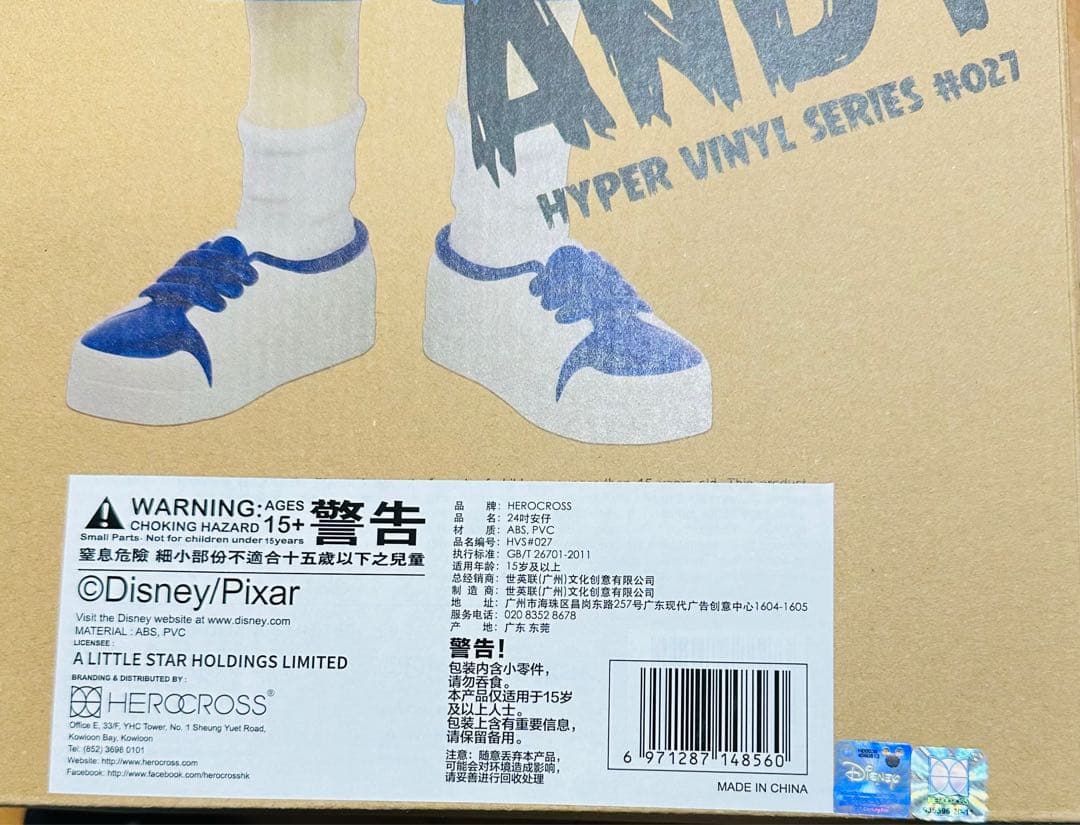 ANDY
HYPER VINYL SERIES #027
WARNING: AGES 15+
CHOKING HAZARD
Small Parts- Not for children under 15years
警告
窒息危險 細小部份不適合十五歲以下之兒童
©Disney/Pixar
Visit the Disney website at www.disney.com
MATERIAL : ABS, PVC
LICENSEE :
A LITTLE STAR HOLDINGS LIMITED
BRANDING & DISTRIBUTED BY :
HEROCROSS®
Office E, 33/F, YHC Tower, No. 1 Sheung Yuet Road,
Kowloon Bay, Kowloon
Tel: (852) 3698 0101
Website: http://www.herocross.com
Facebook: http://www.facebook.com/herocrosshk
品 牌: HEROCROSS
品 名: 24吋安仔
材 质: ABS, PVC
品名编号: HVS#027
执行标准: GB/T 26701-2011
适用年龄: 15岁及以上
总经销商: 世英联(广州)文化创意有限公司
制 造 商: 世英联(广州)文化创意有限公司
地 址: 广州市海珠区昌岗东路257号广东现代广告创意中心1604-1605
服务电话: 020 8352 8678
产 地: 广东 东莞
警告!
包装内含小零件,
请勿吞食。
本产品仅适用于15岁
及以上人士。
包装上含有重要信息,
请保留备用。
注意: 随意丢弃本产品,
可能会对环境造成影响,
请妥善进行回收处理
6 971287 148560
MADE IN CHINA
DISNEY